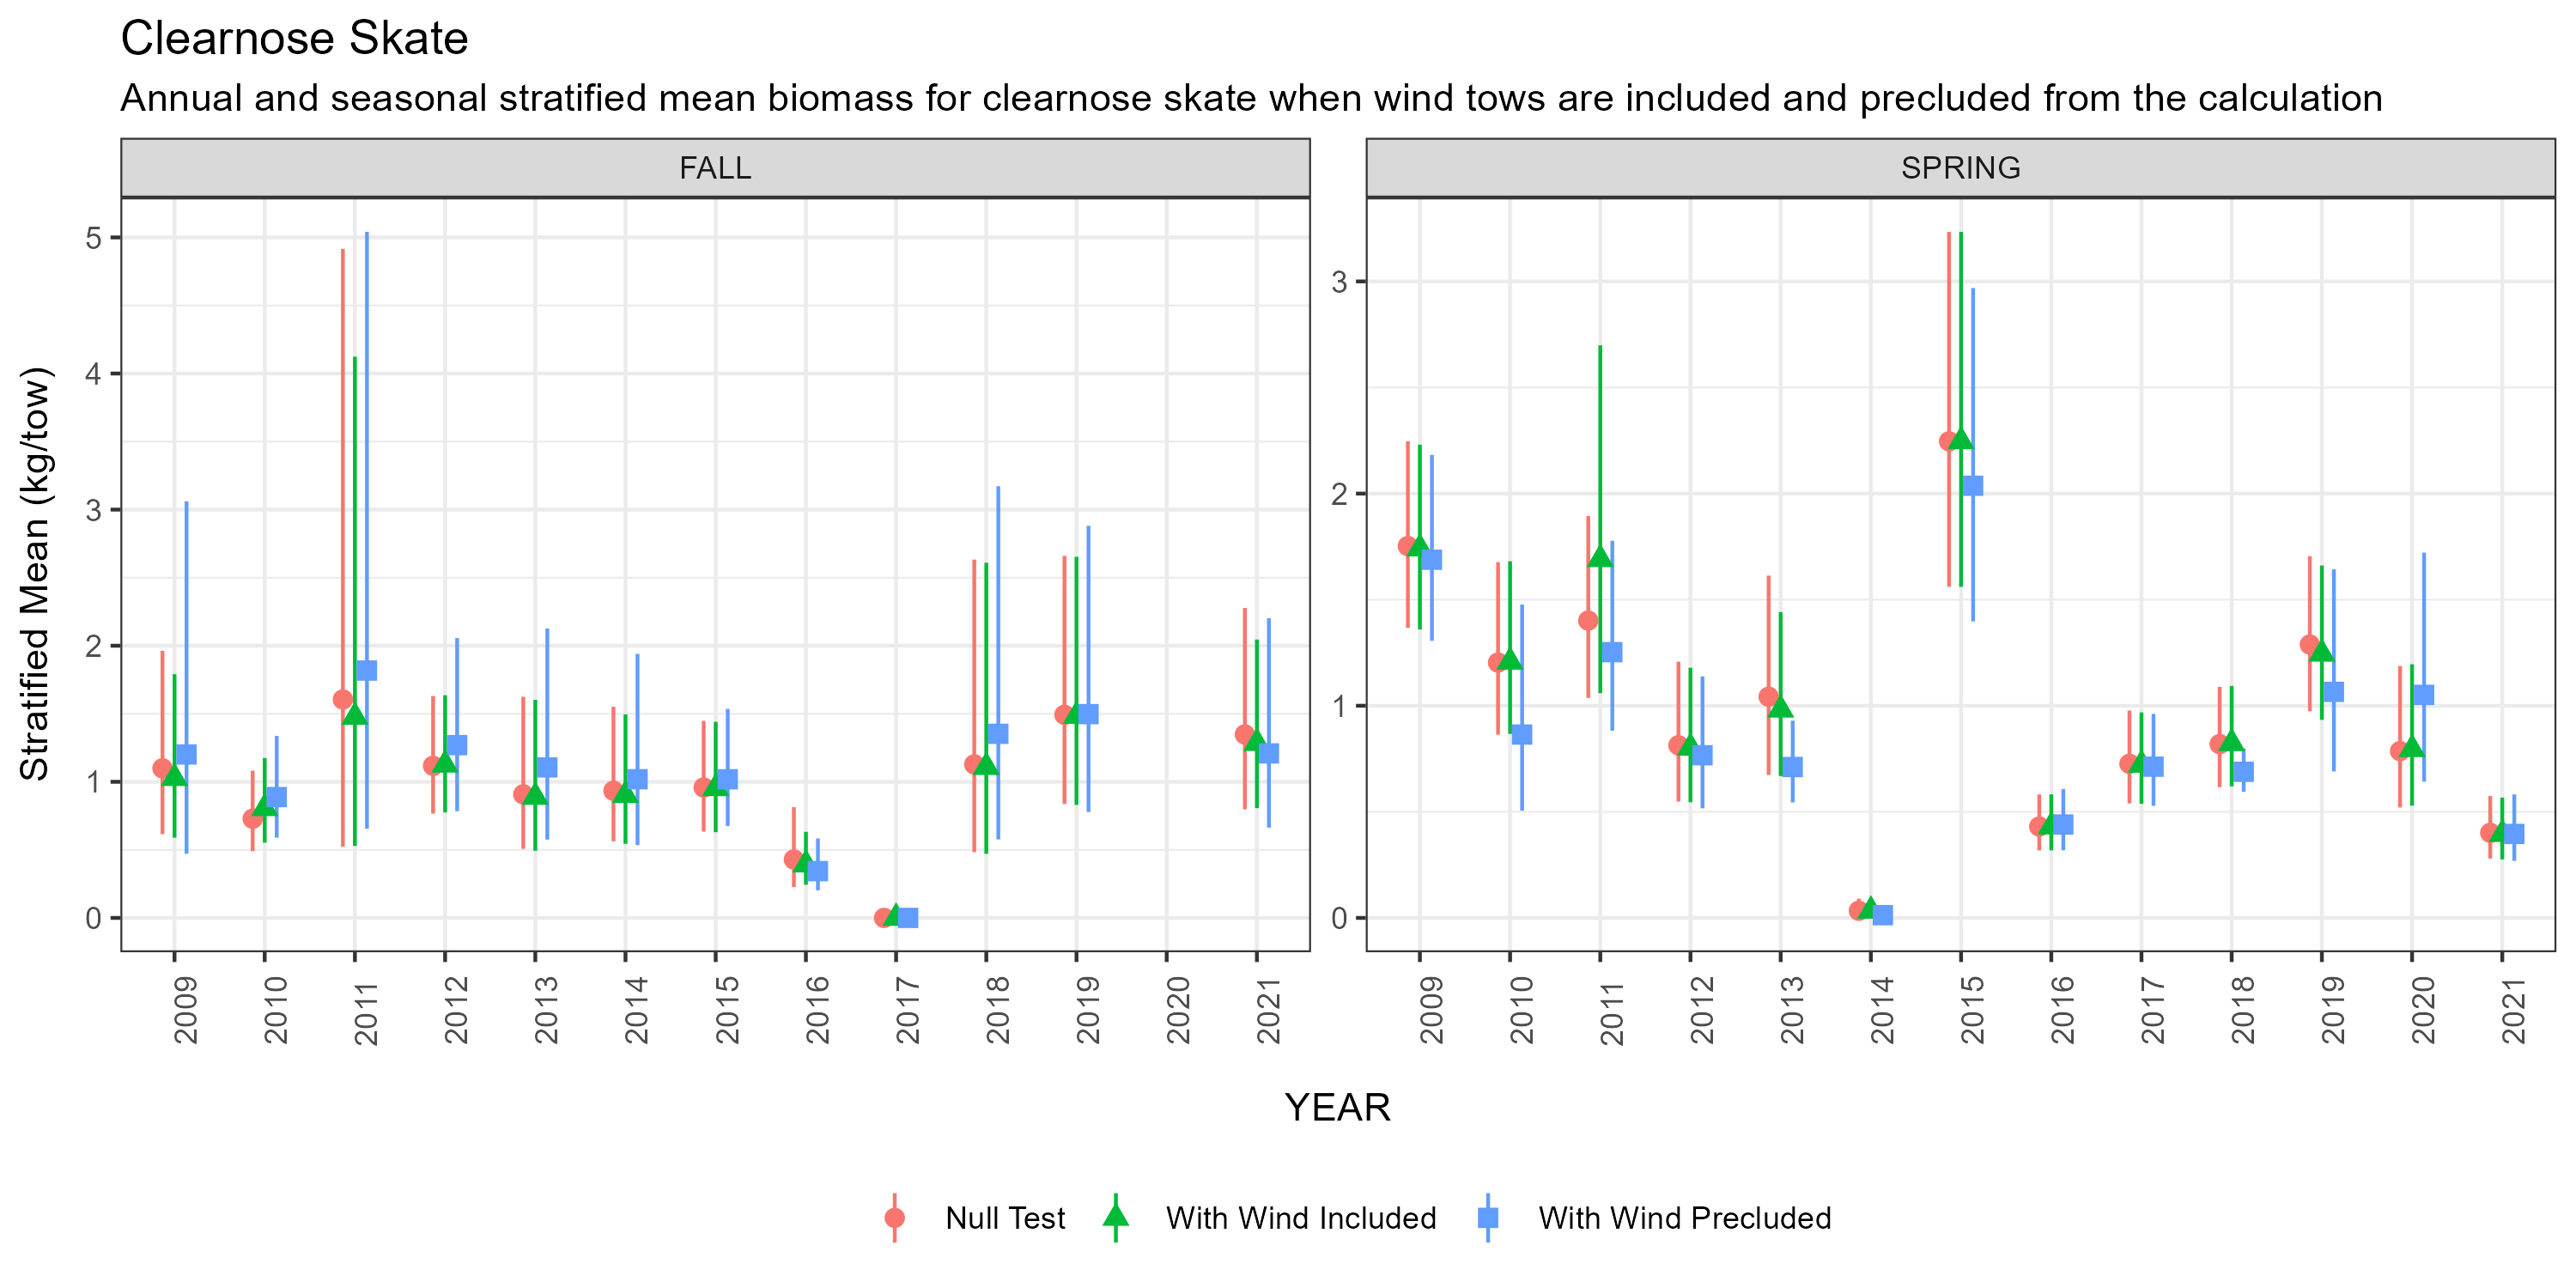 Clearnose Skate
Annual and seasonal stratified mean biomass for clearnose skate when wind tows are included and precluded from the calculation
FALL
SPRING
Stratified Mean (kg/tow)
5
4
3
2
1
0
3
2
1
0
2009 2010 2011 2012 2013 2014 2015 2016 2017 2018 2019 2020 2021
2009 2010 2011 2012 2013 2014 2015 2016 2017 2018 2019 2020 2021
YEAR
Null Test With Wind Included With Wind Precluded